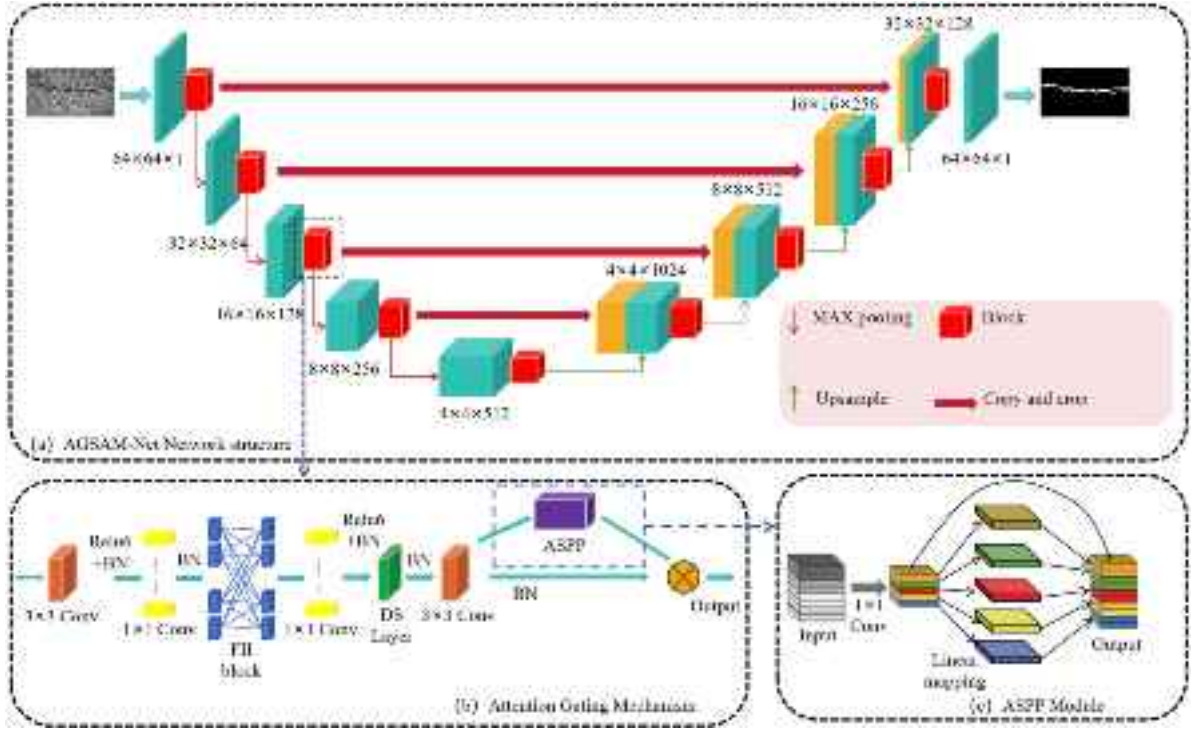 32×32×128
16×16×256
64×64×1
64×64×1
8×8×512
32×32×64
4×4×1024
16×16×128
MAX pooling
Block
8×8×256
Upsample
Copy and crop
4×4×512
(a) AGSAM-Net Network structure
Relu6
+BN
BN
Relu6
+BN
BN
ASPP
BN
Output
3×3 Conv
1×1 Conv
1×1 Conv
DS
Layer
3×3 Conv
block
(b) Attention Gating Mechanism
1×1
Conv
Input
Linear
mapping
Output
(c) ASPP Module